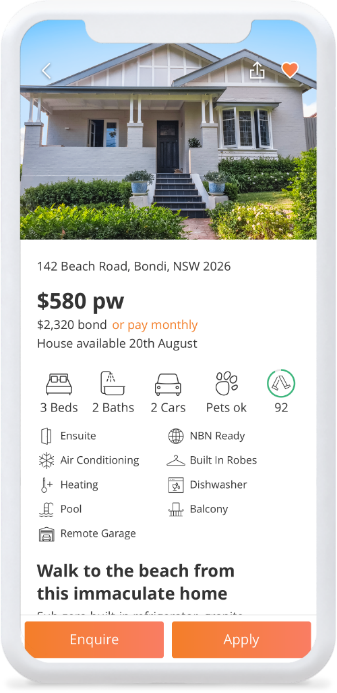 142 Beach Road, Bondi, NSW 2026
$580 pw
$2,320 bond or pay monthly
House available 20th August
3 Beds 2 Baths 2 Cars Pets ok 92
Ensuite NBN Ready
Air Conditioning Built In Robes
Heating Dishwasher
Pool Balcony
Remote Garage
Walk to the beach from
this immaculate home
Enquire Apply